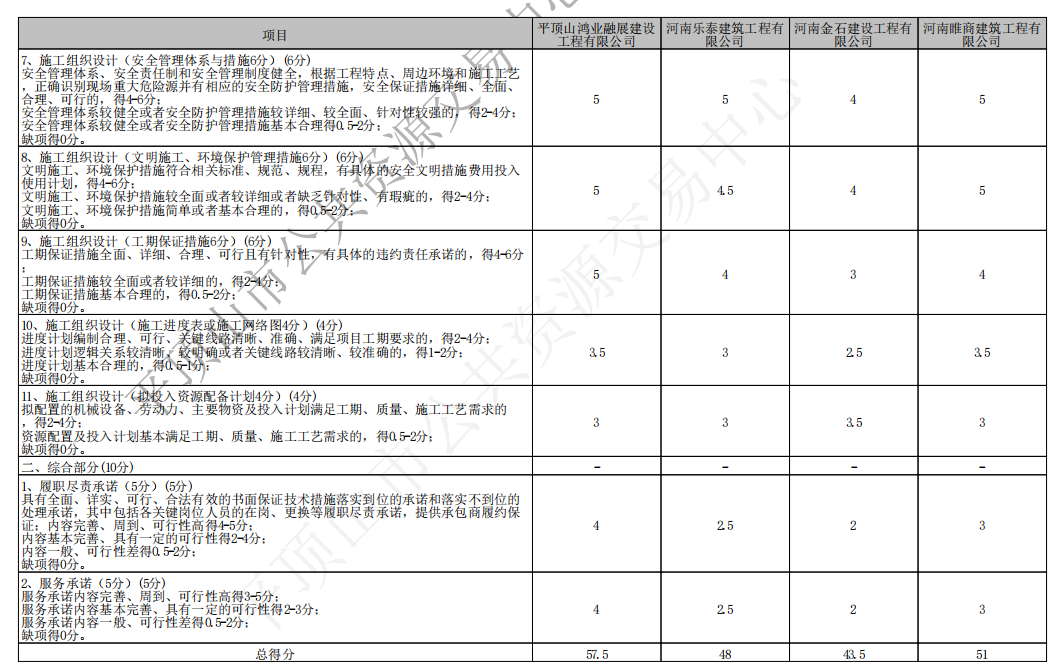 项目
平顶山鸿业融展建设
工程有限公司
河南乐泰建筑工程有
限公司
河南金石建设工程有
限公司
河南睢商建筑工程有
限公司
7、施工组织设计（安全管理体系与措施6分）(6分)
安全管理体系、安全责任制和安全管理制度健全，根据工程特点、周边环境和施工工艺
，正确识别现场重大危险源并有相应的安全防护管理措施，安全保证措施详细、全面、
合理、可行的，得4-6分；
安全管理体系较健全或者安全防护管理措施较详细、较全面、针对性较强的，得2-4分；
安全管理体系较健全或者安全防护管理措施基本合理得0.5-2分；
缺项得0分。
5
5
4
5
8、施工组织设计（文明施工、环境保护管理措施6分）(6分)
文明施工、环境保护措施符合相关标准、规范、规程，有具体的安全文明措施费用投入
使用计划，得4-6分；
文明施工、环境保护措施较全面或者较详细或者缺乏针对性、有瑕疵的，得2-4分；
文明施工、环境保护措施简单或者基本合理的，得0.5-2分；
缺项得0分。
5
4.5
4
5
9、施工组织设计（工期保证措施6分）(6分)
工期保证措施全面、详细、合理、可行且有针对性，有具体的违约责任承诺的，得4-6分
；
工期保证措施较全面或者较详细的，得2-4分；
工期保证措施基本合理的，得0.5-2分；
缺项得0分。
5
4
3
4
10、施工组织设计（施工进度表或施工网络图4分）(4分)
进度计划编制合理、可行、关键线路清晰、准确、满足项目工期要求的，得2-4分；
进度计划逻辑关系较清晰、较明确或者关键线路较清晰、较准确的，得1-2分；
进度计划基本合理的，得0.5-1分；
缺项得0分。
3.5
3
2.5
3.5
11、施工组织设计（拟投入资源配备计划4分）(4分)
拟配置的机械设备、劳动力、主要物资及投入计划满足工期、质量、施工工艺需求的
，得2-4分；
资源配置及投入计划基本满足工期、质量、施工工艺需求的，得0.5-2分；
缺项得0分。
3
3
3.5
3
二、综合部分(10分)
-
-
-
-
1、履职尽责承诺（5分）(5分)
具有全面、详实、可行、合法有效的书面保证技术措施落实到位的承诺和落实不到位的
处理承诺，其中包括各关键岗位人员的在岗、更换等履职尽责承诺，提供承包商履约保
证；内容完善、周到、可行性高得4-5分；
内容基本完善、具有一定的可行性得2-4分；
内容一般、可行性差得0.5-2分；
缺项得0分。
4
2.5
2
3
2、服务承诺（5分）(5分)
服务承诺内容完善、周到、可行性高得3-5分；
服务承诺内容基本完善、具有一定的可行性得2-3分；
服务承诺内容一般、可行性差得0.5-2分；
缺项得0分。
4
2.5
2
3
总得分
57.5
48
43.5
51
平顶山市公共资源交易中心
平顶山市公共资源交易中心